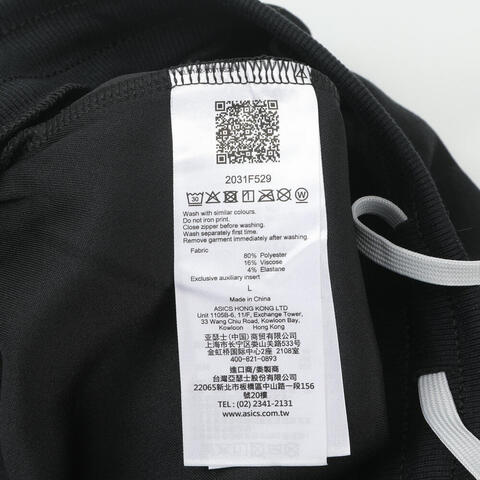 2031F529
30 1 W
Wash with similar colours.
Do not iron print.
Close zipper before washing.
Wash separately first time.
Remove garment immediately after washing.
Fabric
80% Polyester
16% Viscose
4% Elastane
Exclusive auxiliary insert
L
Made in China
ASICS HONG KONG LTD
Unit 1105B-6, 11/F, Exchange Tower,
33 Wang Chiu Road, Kowloon Bay,
Kowloon Hong Kong
亚瑟士(中国)商贸有限公司
上海市长宁区娄山关路533号
金虹桥国际中心二座 2108室
400-821-0893
進口商/委製商
台灣亞瑟士股份有限公司
22065新北市板橋區中山路一段156
號20樓
TEL: (02) 2341-2131
www.asics.com.tw